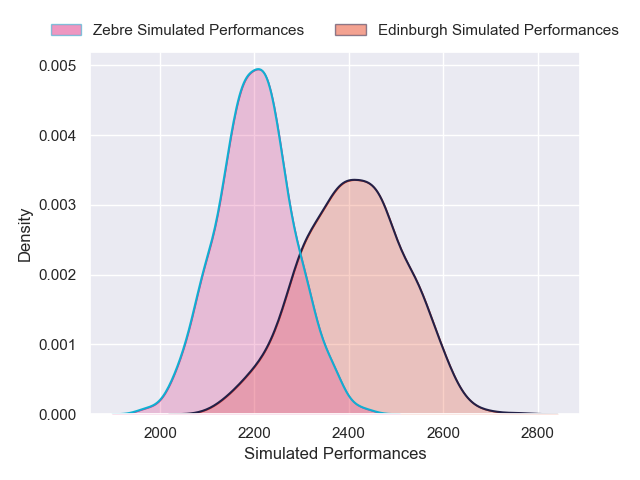 Zebre Simulated Performances Edinburgh Simulated Performances
0.005
0.004
0.003
0.002
0.001
0.000
Density
2000 2200 2400 2600 2800
Simulated Performances